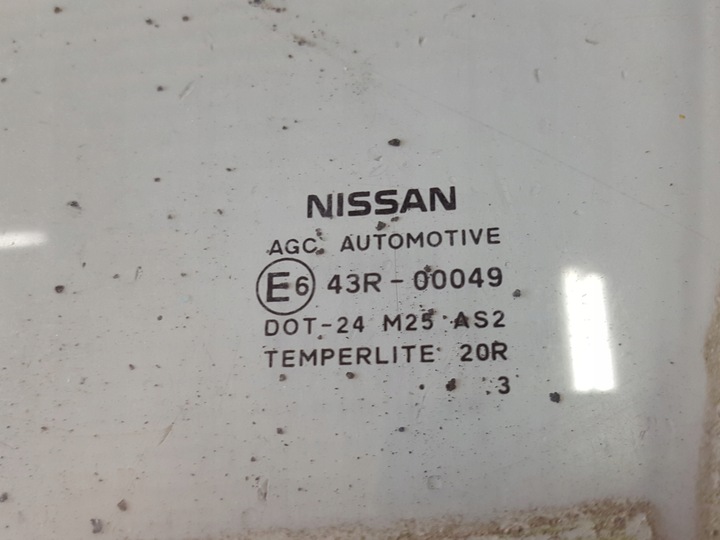 NISSAN
AGC AUTOMOTIVE
E6 43R-00049
DOT-24 M25 AS2
TEMPERLITE 20R
3